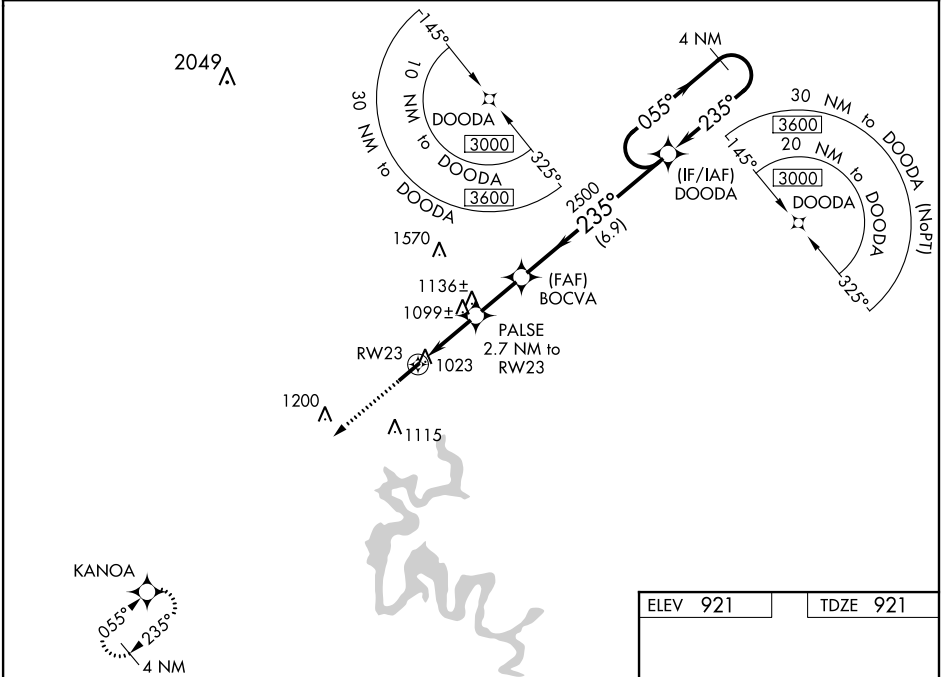 2049
145°
10 NM to DOODA
30 NM to DOODA
DOODA
3000
3600
325°
4 NM
055°
235°
(IF/IAF)
DOODA
30 NM to DOODA (NoPT)
3600
20 NM to DOODA
145°
3000
DOODA
325°
2500
235°
(6.9)
1570
1136±
1099±
(FAF)
BOCVA
PALSE
2.7 NM to
RW23
RW23
1023
1200
1115
KANOA
055°
235°
4 NM
ELEV 921
TDZE 921